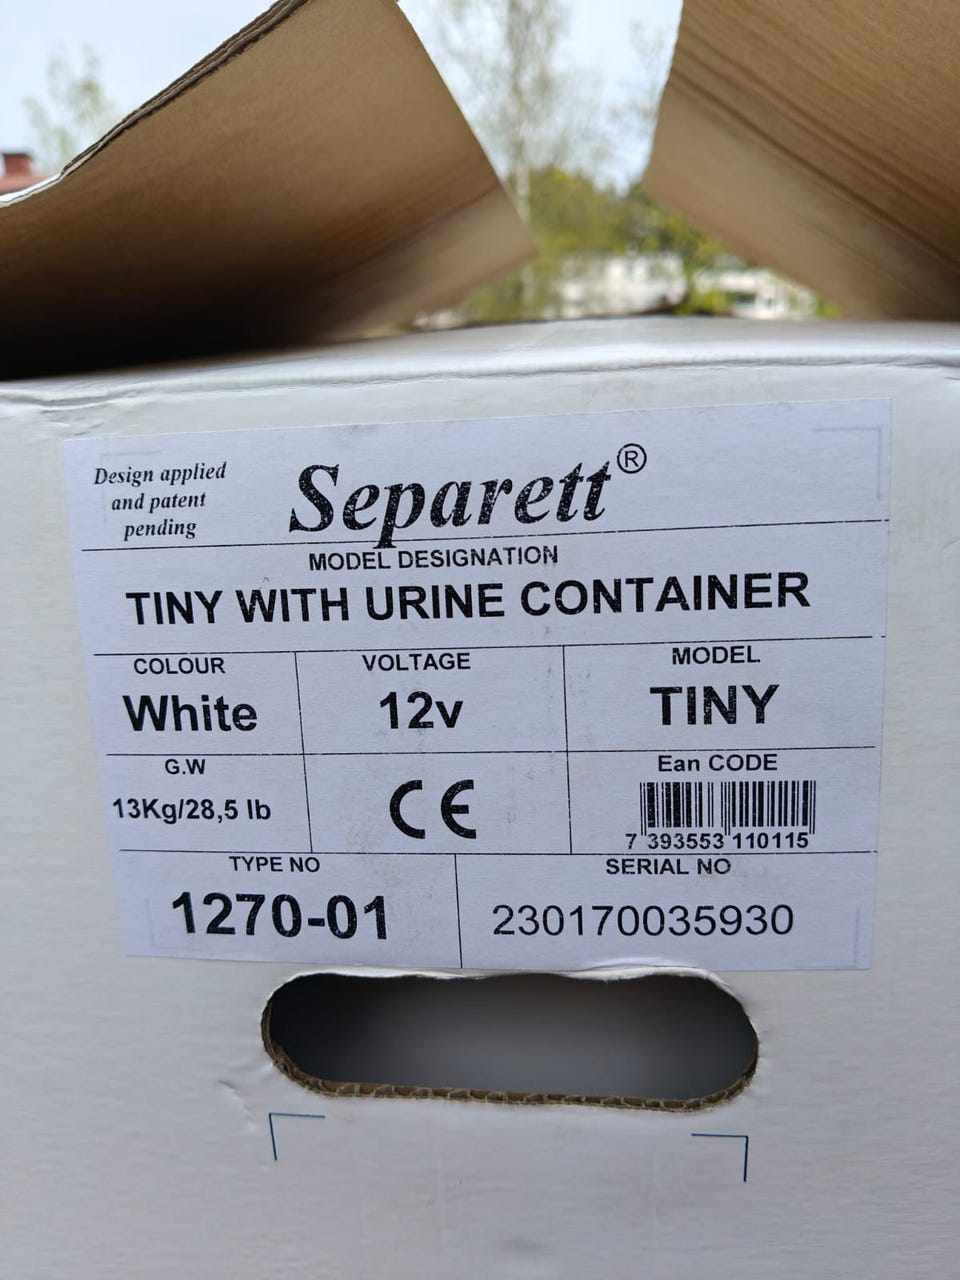 Design applied
and patent
pending
Separett®
MODEL DESIGNATION
TINY WITH URINE CONTAINER
COLOUR
White
VOLTAGE
12v
MODEL
TINY
G.W
13Kg/28,5 lb
CE
Ean CODE
7 393553 110115
TYPE NO
1270-01
SERIAL NO
230170035930